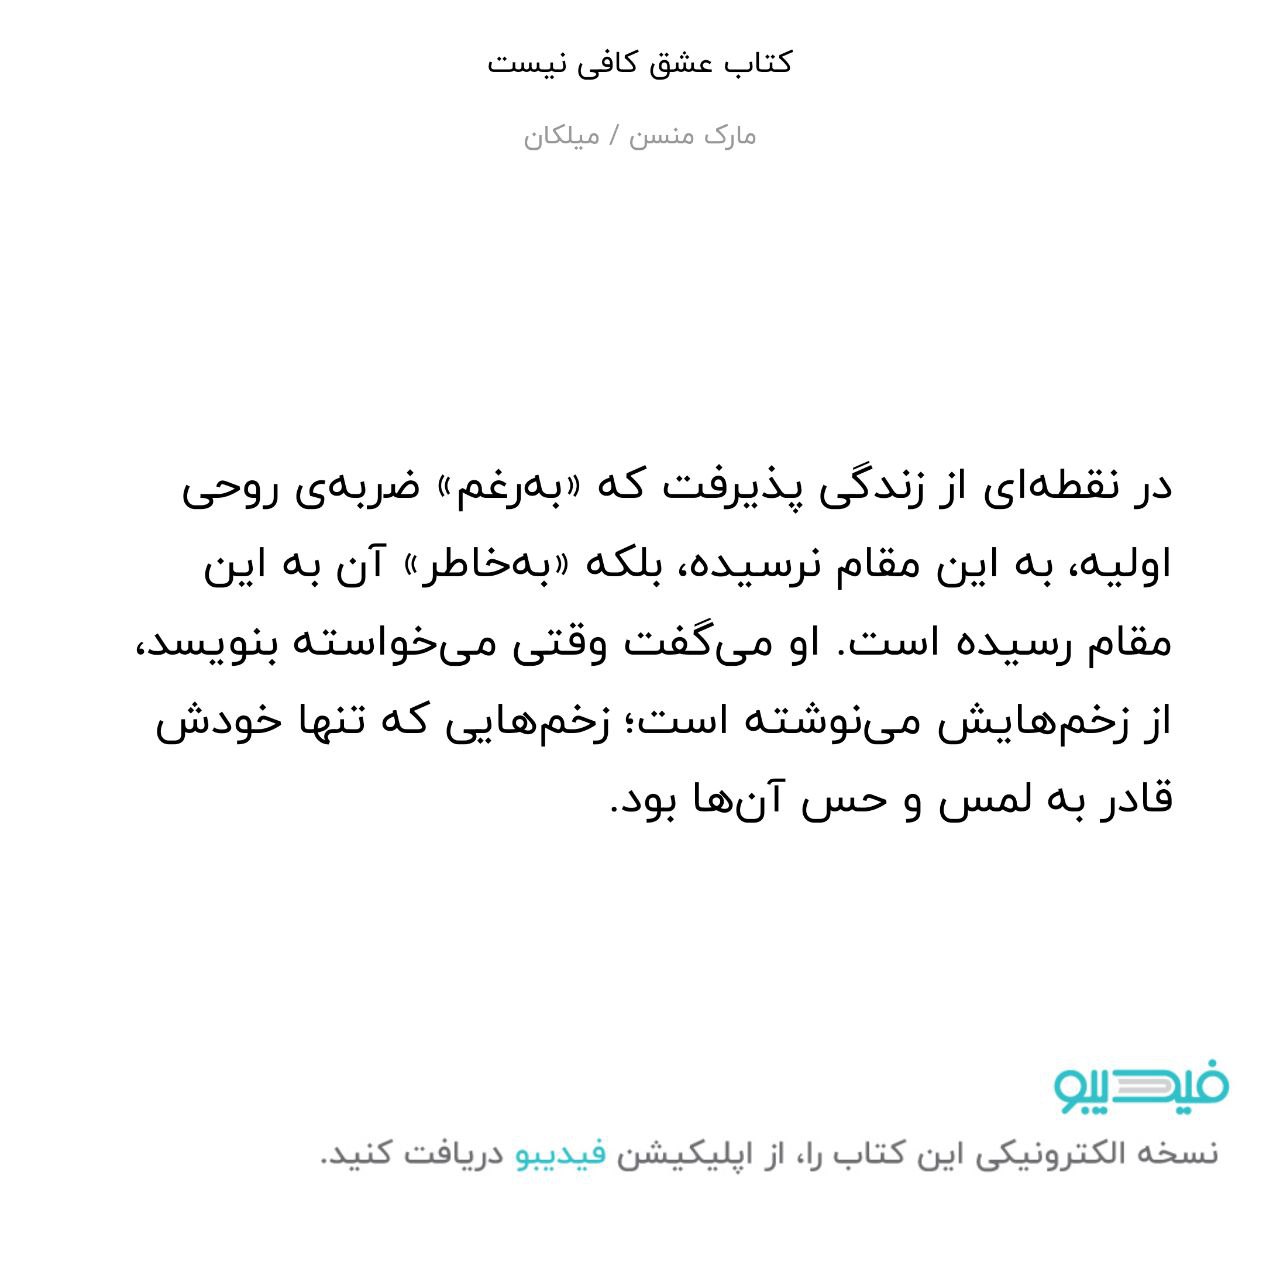 کتاب عشق کافی نیست
مارک منسن / میلکان
در نقطه‌ای از زندگی پذیرفت که «به‌رغم» ضربه‌ی روحی
اولیه، به این مقام نرسیده، بلکه «به‌خاطر» آن به این
مقام رسیده است. او می‌گفت وقتی می‌خواسته بنویسد،
از زخم‌هایش می‌نوشته است؛ زخم‌هایی که تنها خودش
قادر به لمس و حس آن‌ها بود.
فیدیبو
نسخه الکترونیکی این کتاب را، از اپلیکیشن فیدیبو دریافت کنید.